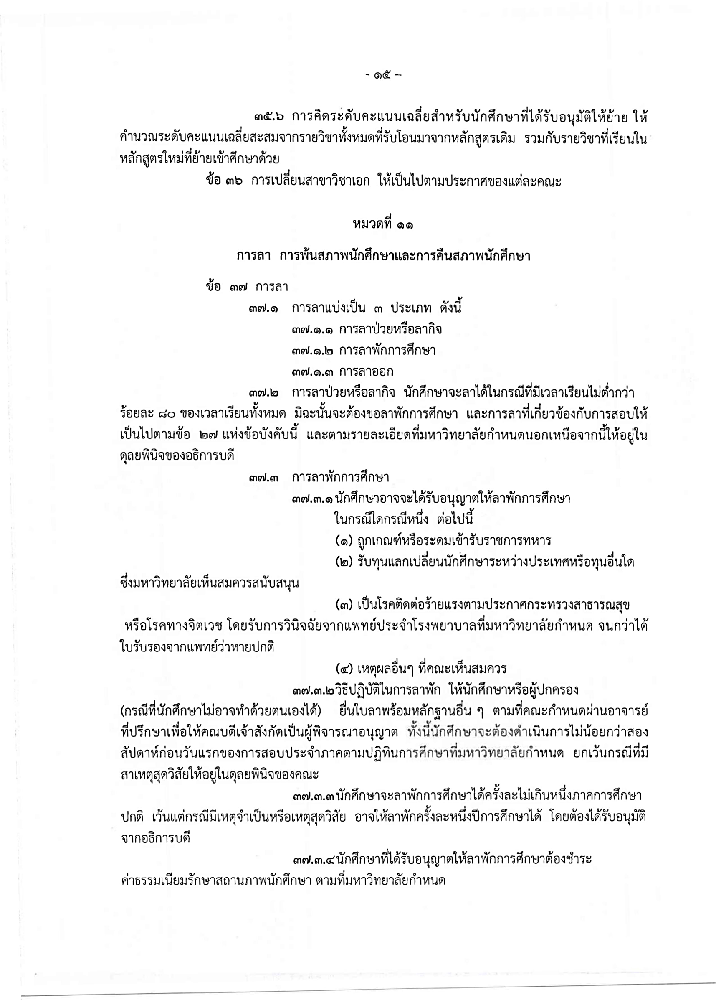 - ๑๕ –
๓๕.๖ การคิดระดับคะแนนเฉลี่ยสำหรับนักศึกษาที่ได้รับอนุมัติให้ย้าย ให้
คำนวณระดับคะแนนเฉลี่ยสะสมจากรายวิชาทั้งหมดที่รับโอนมาจากหลักสูตรเดิม รวมกับรายวิชาที่เรียนใน
หลักสูตรใหม่ที่ย้ายเข้าศึกษาด้วย
ข้อ ๓๖ การเปลี่ยนสาขาวิชาเอก ให้เป็นไปตามประกาศของแต่ละคณะ
หมวดที่ ๑๑
การลา การพ้นสภาพนักศึกษาและการคืนสภาพนักศึกษา
ข้อ ๓๗ การลา
๓๗.๑ การลาแบ่งเป็น ๓ ประเภท ดังนี้
๓๗.๑.๑ การลาป่วยหรือลากิจ
๓๗.๑.๒ การลาพักการศึกษา
๓๗.๑.๓ การลาออก
๓๗.๒ การลาป่วยหรือลากิจ นักศึกษาจะลาได้ในกรณีที่มีเวลาเรียนไม่ต่ำกว่า
ร้อยละ ๘๐ ของเวลาเรียนทั้งหมด มิฉะนั้นจะต้องขอลาพักการศึกษา และการลาที่เกี่ยวข้องกับการสอบให้
เป็นไปตามข้อ ๒๗ แห่งข้อบังคับนี้ และตามรายละเอียดที่มหาวิทยาลัยกำหนดนอกเหนือจากนี้ให้อยู่ใน
ดุลยพินิจของอธิการบดี
๓๗.๓ การลาพักการศึกษา
๓๗.๓.๑ นักศึกษาอาจจะได้รับอนุญาตให้ลาพักการศึกษา
ในกรณีใดกรณีหนึ่ง ต่อไปนี้
(๑) ถูกเกณฑ์หรือระดมเข้ารับราชการทหาร
(๒) รับทุนแลกเปลี่ยนนักศึกษาระหว่างประเทศหรือทุนอื่นใด
ซึ่งมหาวิทยาลัยเห็นสมควรสนับสนุน
(๓) เป็นโรคติดต่อร้ายแรงตามประกาศกระทรวงสาธารณสุข
หรือโรคทางจิตเวช โดยรับการวินิจฉัยจากแพทย์ประจำโรงพยาบาลที่มหาวิทยาลัยกำหนด จนกว่าได้
ใบรับรองจากแพทย์ว่าหายปกติ
(๔) เหตุผลอื่นๆ ที่คณะเห็นสมควร
๓๗.๓.๒ วิธีปฏิบัติในการลาพัก ให้นักศึกษาหรือผู้ปกครอง
(กรณีที่นักศึกษาไม่อาจทำด้วยตนเองได้) ยื่นใบลาพร้อมหลักฐานอื่น ๆ ตามที่คณะกำหนดผ่านอาจารย์
ที่ปรึกษาเพื่อให้คณบดีเจ้าสังกัดเป็นผู้พิจารณาอนุญาต ทั้งนี้นักศึกษาจะต้องดำเนินการไม่น้อยกว่าสอง
สัปดาห์ก่อนวันแรกของการสอบประจำภาคตามปฏิทินการศึกษาที่มหาวิทยาลัยกำหนด ยกเว้นกรณีที่มี
สาเหตุสุดวิสัยให้อยู่ในดุลยพินิจของคณะ
๓๗.๓.๓ นักศึกษาจะลาพักการศึกษาได้ครั้งละไม่เกินหนึ่งภาคการศึกษา
ปกติ เว้นแต่กรณีมีเหตุจำเป็นหรือเหตุสุดวิสัย อาจให้ลาพักครั้งละหนึ่งปีการศึกษาได้ โดยต้องได้รับอนุมัติ
จากอธิการบดี
๓๗.๓.๔ นักศึกษาที่ได้รับอนุญาตให้ลาพักการศึกษาต้องชำระ
ค่าธรรมเนียมรักษาสถานภาพนักศึกษา ตามที่มหาวิทยาลัยกำหนด